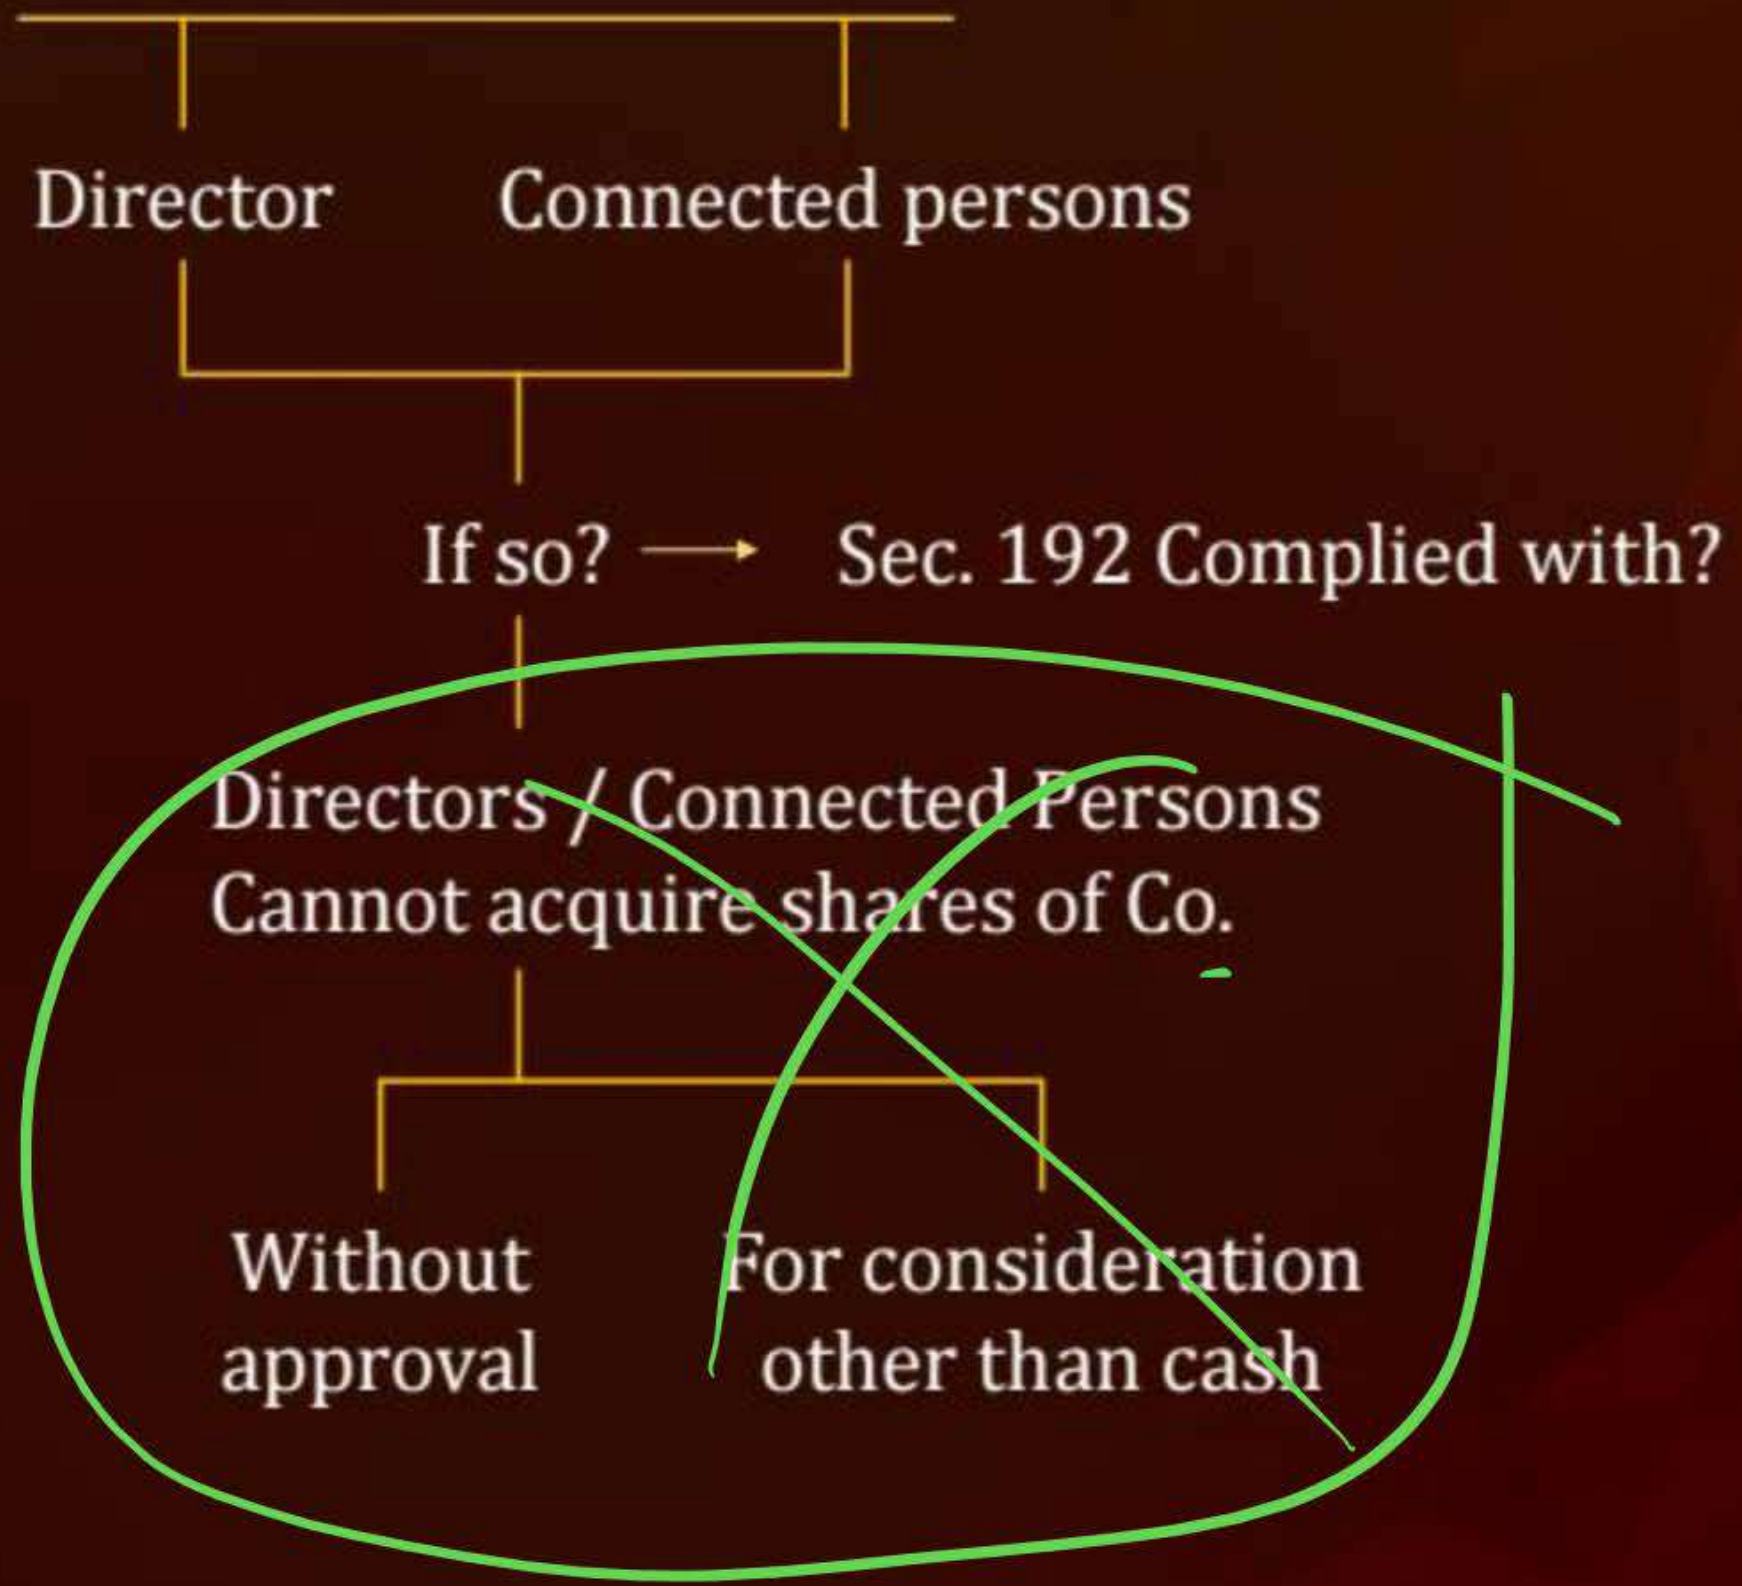 Director Connected persons
If so? Sec. 192 Complied with?
Directors / Connected Persons
Cannot acquire shares of Co.
Without For consideration
approval other than cash